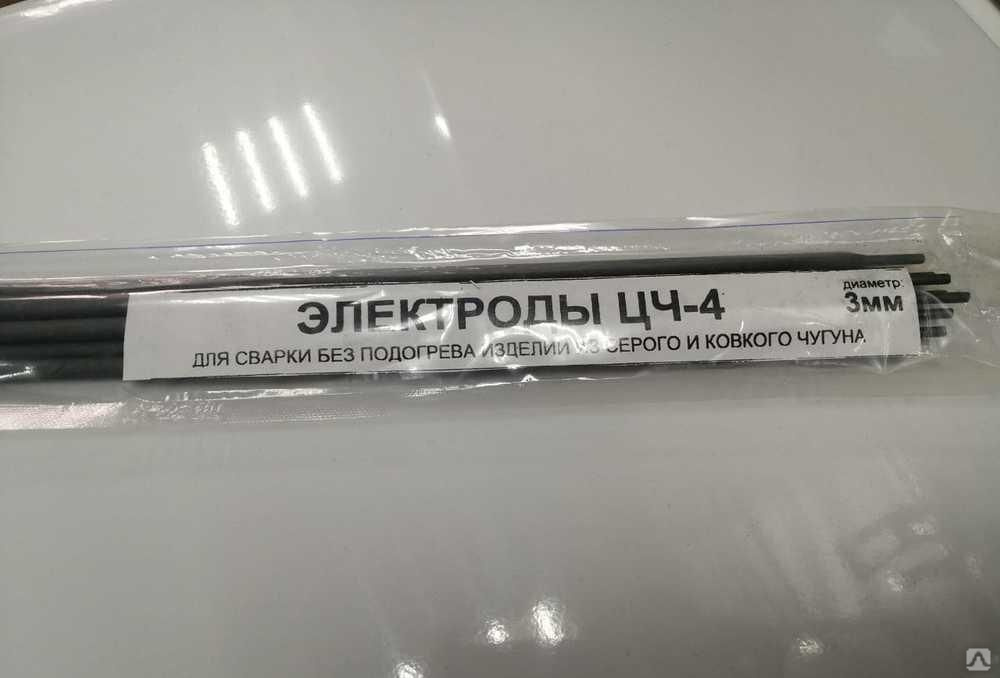 ЭЛЕКТРОДЫ ЦЧ-4
диаметр:
3мм
ДЛЯ СВАРКИ БЕЗ ПОДОГРЕВА ИЗДЕЛИЙ ИЗ СЕРОГО И КОВКОГО ЧУГУНА